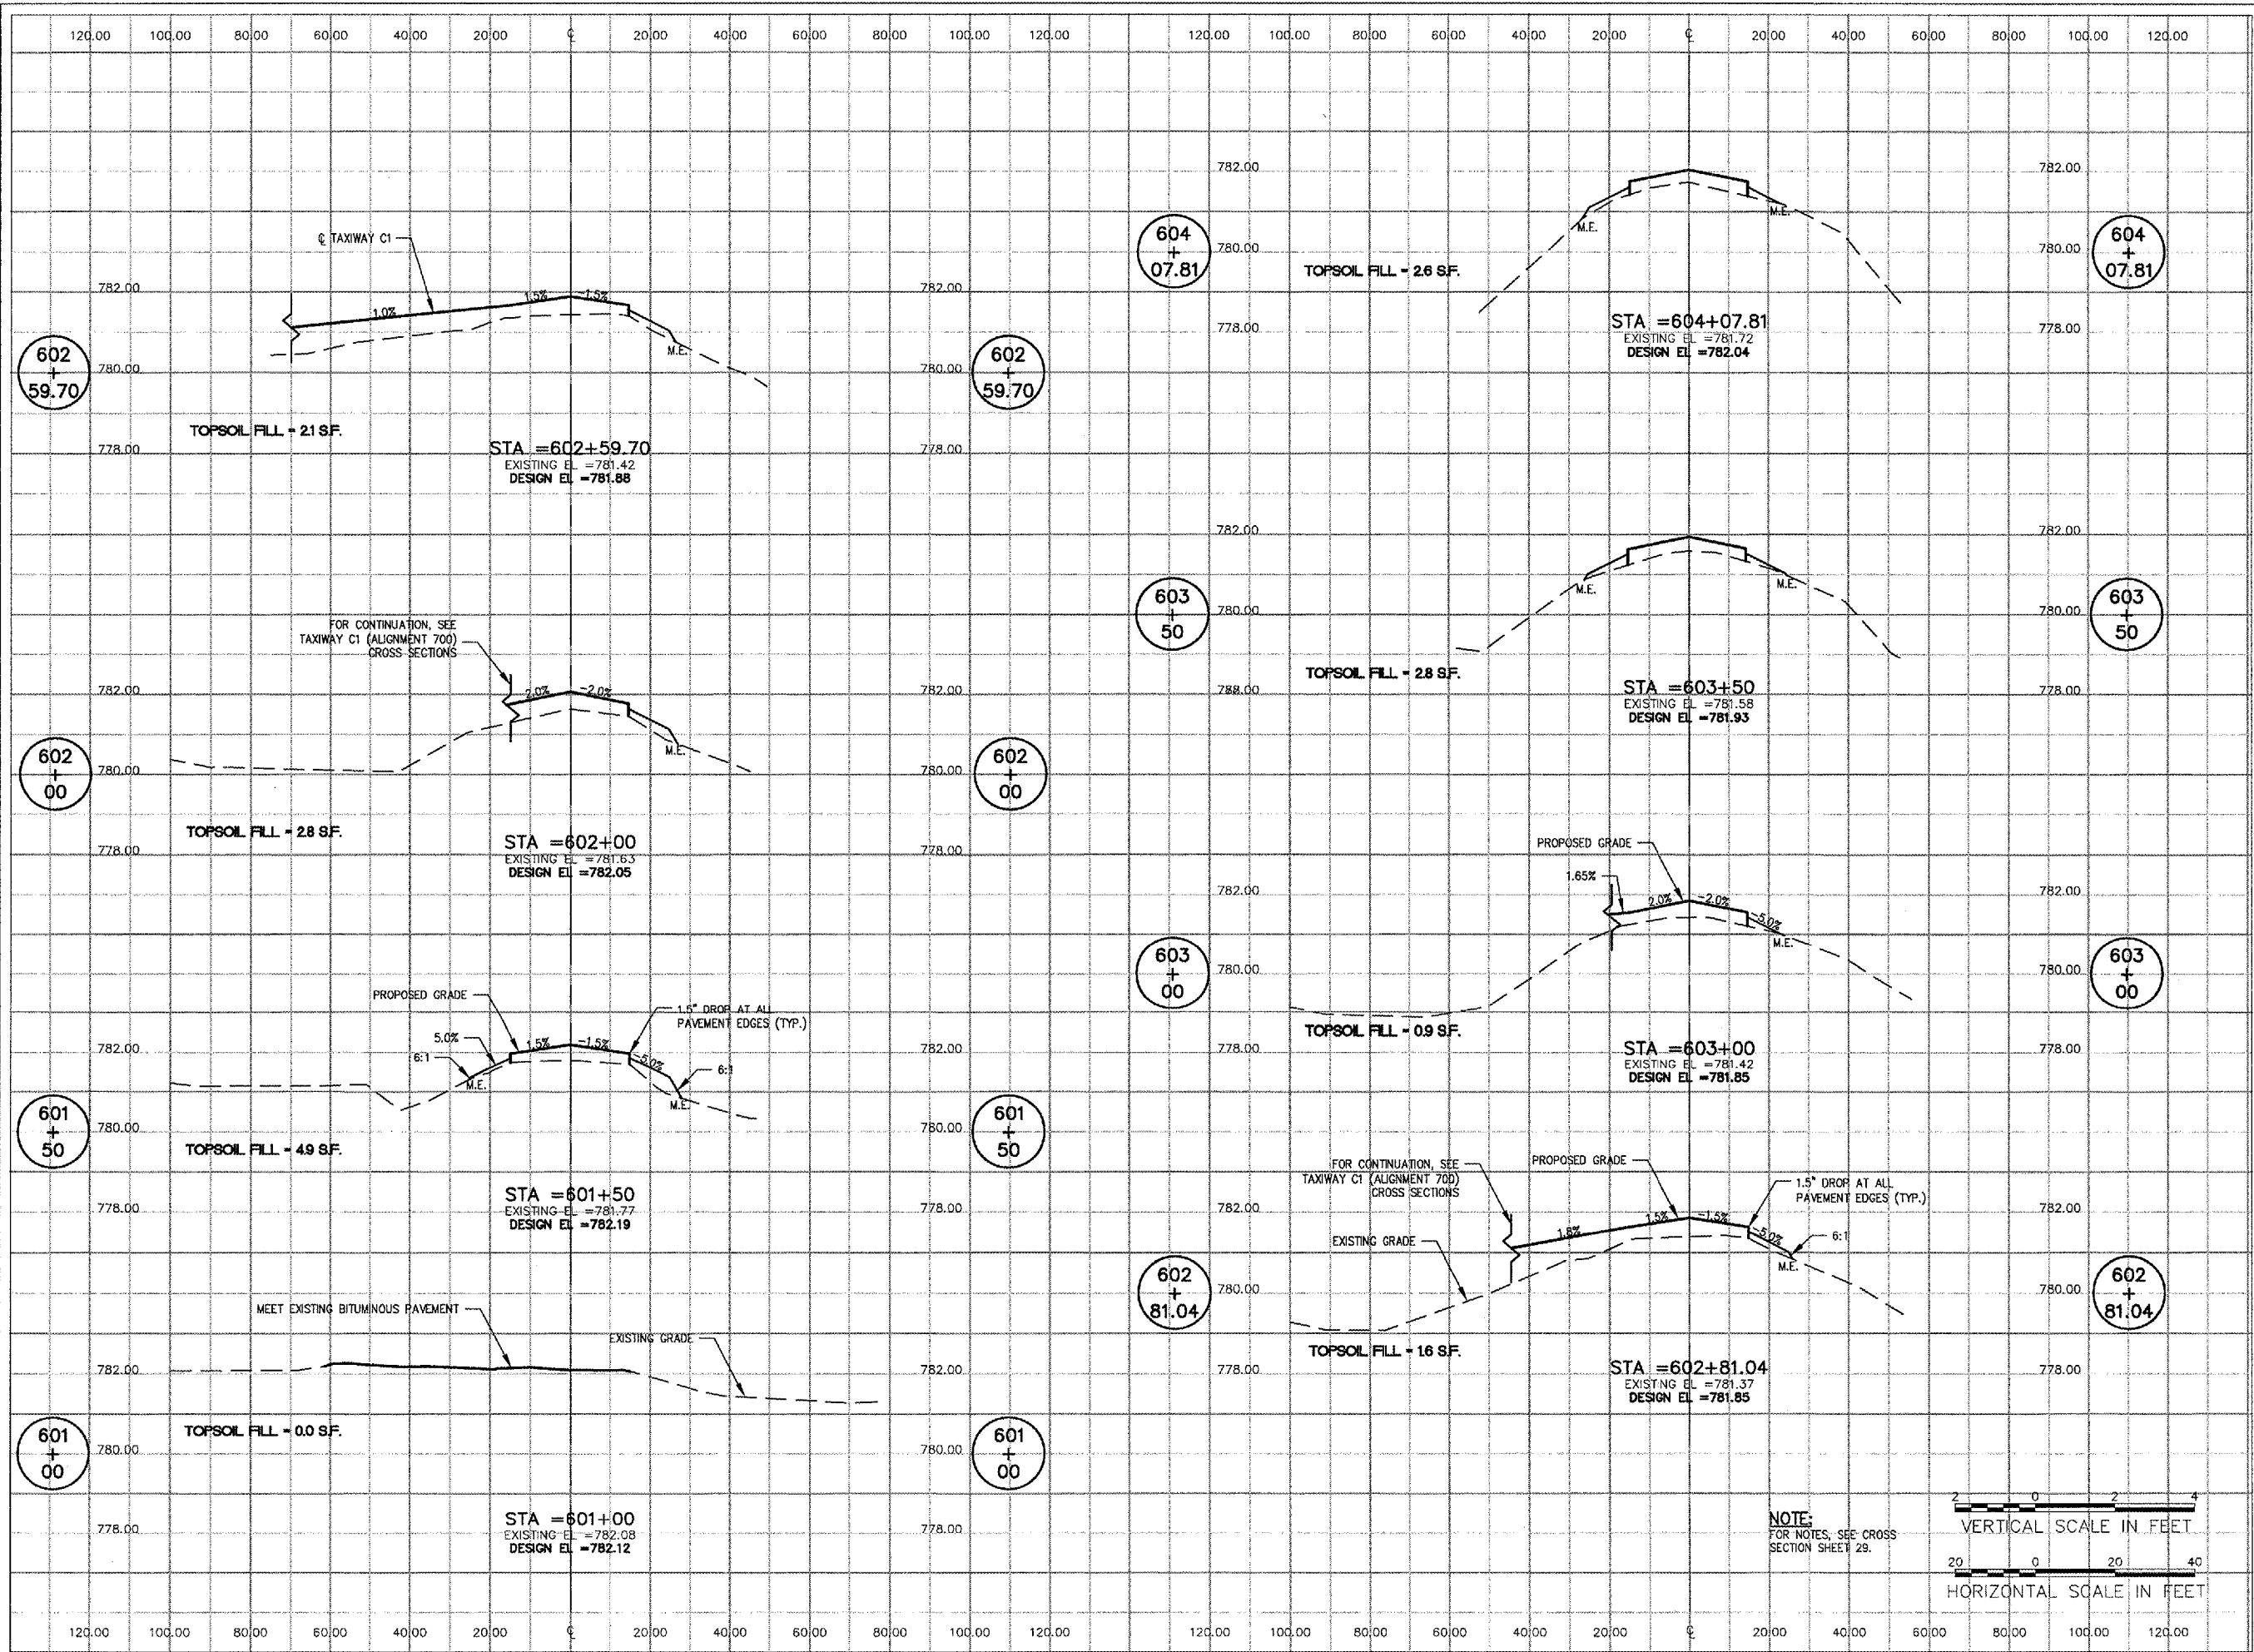 120.00 100.00 80.00 60.00 40.00 20.00 ℄ 20.00 40.00 60.00 80.00 100.00 120.00
120.00 100.00 80.00 60.00 40.00 20.00 ℄ 20.00 40.00 60.00 80.00 100.00 120.00
℄ TAXIWAY C1
782.00 782.00
1.0% 1.5% -1.5%
M.E.
602
+
59.70
780.00 780.00
602
+
59.70
TOPSOIL FILL = 2.1 S.F.
778.00 778.00
STA =602+59.70
EXISTING EL =781.42
DESIGN EL =781.88
FOR CONTINUATION, SEE
TAXIWAY C1 (ALIGNMENT 700)
CROSS SECTIONS
782.00 782.00
2.0% -2.0%
M.E.
602
+
00
780.00 780.00
602
+
00
TOPSOIL FILL = 2.8 S.F.
778.00 778.00
STA =602+00
EXISTING EL =781.63
DESIGN EL =782.05
PROPOSED GRADE
1.5" DROP AT ALL
PAVEMENT EDGES (TYP.)
782.00 782.00
5.0% 1.5% -1.5% -5.0%
6:1 6:1
M.E. M.E.
601
+
50
780.00 780.00
601
+
50
TOPSOIL FILL = 4.9 S.F.
778.00 778.00
STA =601+50
EXISTING EL =781.77
DESIGN EL =782.19
MEET EXISTING BITUMINOUS PAVEMENT
EXISTING GRADE
782.00 782.00
TOPSOIL FILL = 0.0 S.F.
601
+
00
780.00 780.00
601
+
00
778.00 778.00
STA =601+00
EXISTING EL =782.08
DESIGN EL =782.12
782.00 782.00
M.E. M.E.
604
+
07.81
780.00 780.00
604
+
07.81
TOPSOIL FILL = 2.6 S.F.
778.00 778.00
STA =604+07.81
EXISTING EL =781.72
DESIGN EL =782.04
782.00 782.00
M.E. M.E.
603
+
50
780.00 780.00
603
+
50
TOPSOIL FILL = 2.8 S.F.
778.00 778.00
STA =603+50
EXISTING EL =781.58
DESIGN EL =781.93
PROPOSED GRADE
1.65%
782.00 782.00
2.0% -2.0% -5.0%
M.E.
603
+
00
780.00 780.00
603
+
00
TOPSOIL FILL = 0.9 S.F.
778.00 778.00
STA =603+00
EXISTING EL =781.42
DESIGN EL =781.85
FOR CONTINUATION, SEE
TAXIWAY C1 (ALIGNMENT 700)
CROSS SECTIONS
PROPOSED GRADE
1.5" DROP AT ALL
PAVEMENT EDGES (TYP.)
782.00 782.00
1.5% -1.5% -5.0%
6:1
EXISTING GRADE
M.E.
602
+
81.04
780.00 780.00
602
+
81.04
TOPSOIL FILL = 1.6 S.F.
778.00 778.00
STA =602+81.04
EXISTING EL =781.37
DESIGN EL =781.85
NOTE:
FOR NOTES, SEE CROSS
SECTION SHEET 29.
2 0 2 4
VERTICAL SCALE IN FEET
20 0 20 40
HORIZONTAL SCALE IN FEET
120.00 100.00 80.00 60.00 40.00 20.00 ℄ 20.00 40.00 60.00 80.00 100.00 120.00
120.00 100.00 80.00 60.00 40.00 20.00 ℄ 20.00 40.00 60.00 80.00 100.00 120.00